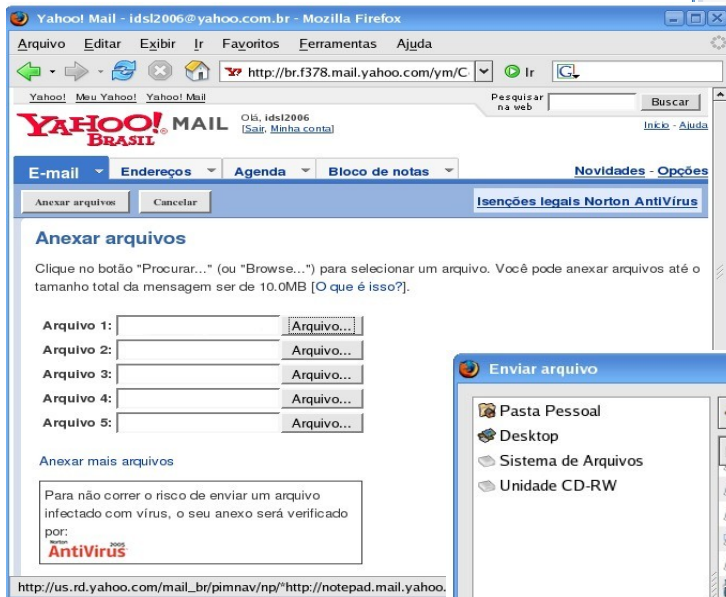 Yahoo! Mail - idsl2006@yahoo.com.br - Mozilla Firefox
Arquivo Editar Exibir Ir Favoritos Ferramentas Ajuda
http://br.f378.mail.yahoo.com/ym/C Ir G
Yahoo! Meu Yahoo! Yahoo! Mail
Pesquisar na web Buscar
YAHOO! MAIL
BRASIL
Olá, idsl2006
[Sair, Minha conta]
Início - Ajuda
E-mail Endereços Agenda Bloco de notas Novidades - Opções
Anexar arquivos Cancelar Isenções legais Norton AntiVírus
Anexar arquivos
Clique no botão "Procurar..." (ou "Browse...") para selecionar um arquivo. Você pode anexar arquivos até o
tamanho total da mensagem ser de 10.0MB [O que é isso?].
Arquivo 1: Arquivo...
Arquivo 2: Arquivo...
Arquivo 3: Arquivo...
Arquivo 4: Arquivo...
Arquivo 5: Arquivo...
Anexar mais arquivos
Para não correr o risco de enviar um arquivo
infectado com vírus, o seu anexo será verificado
por:
Norton
AntiVirus 2005
http://us.rd.yahoo.com/mail_br/pimnav/np/*http://notepad.mail.yahoo.
Enviar arquivo
Pasta Pessoal
Desktop
Sistema de Arquivos
Unidade CD-RW